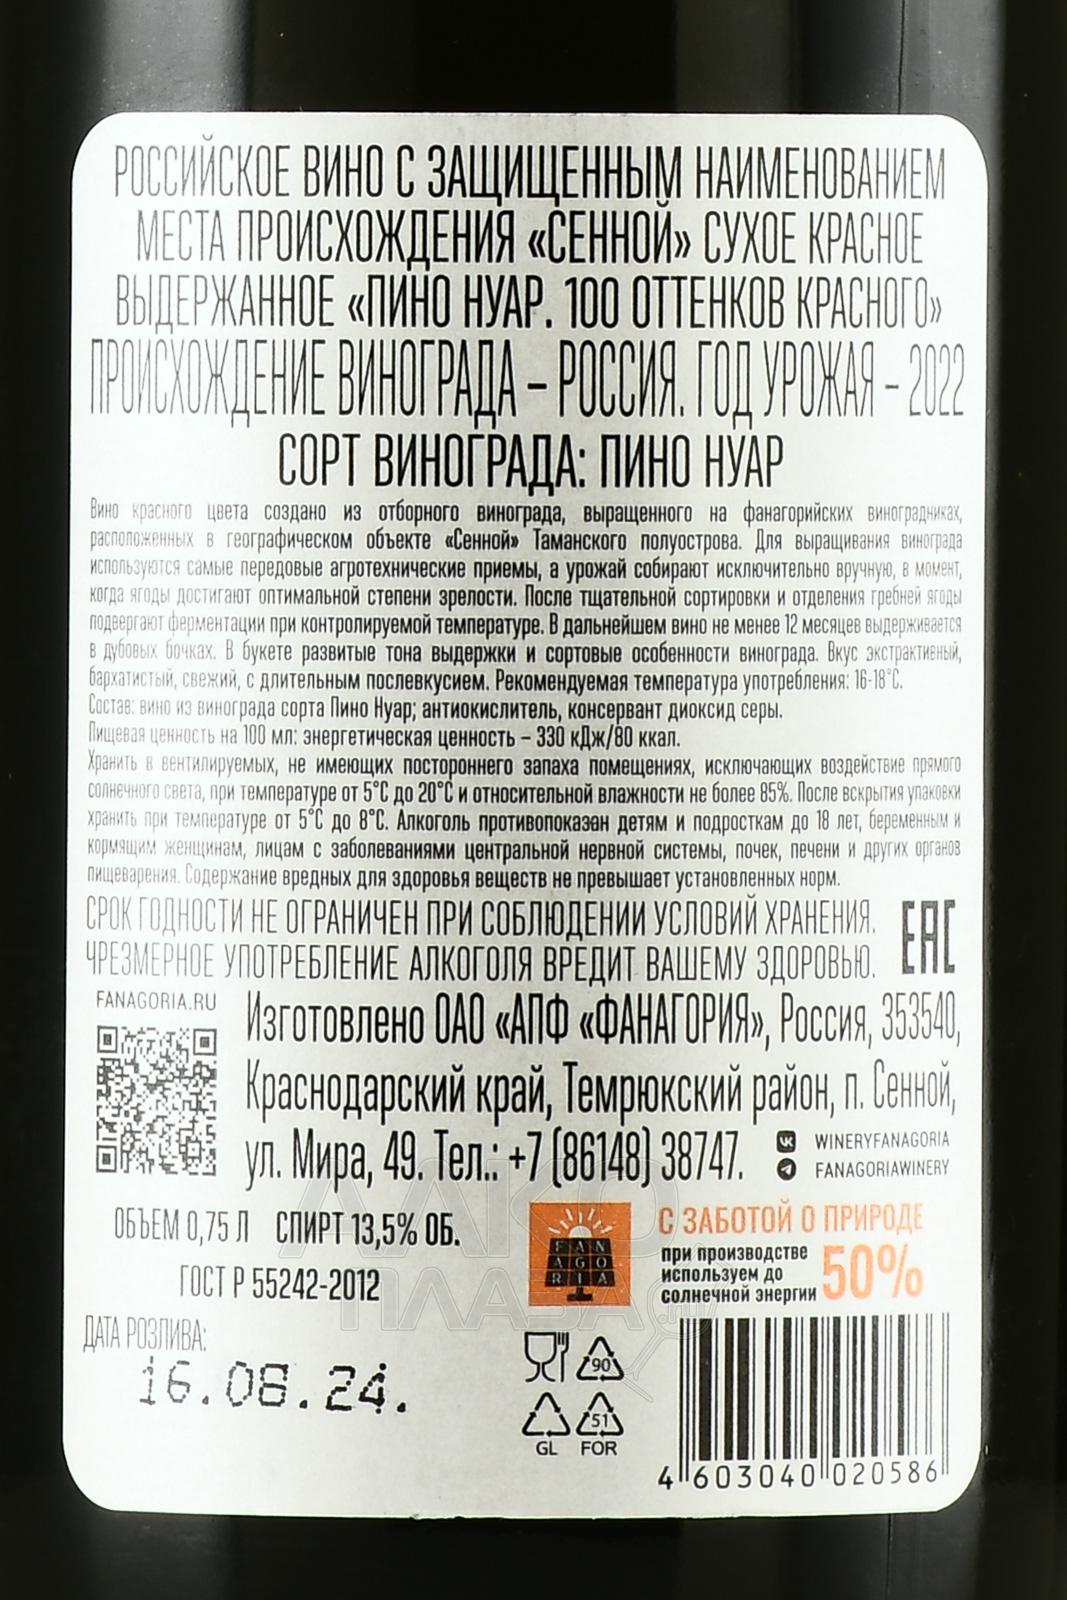 РОССИЙСКОЕ ВИНО С ЗАЩИЩЕННЫМ НАИМЕНОВАНИЕМ
МЕСТА ПРОИСХОЖДЕНИЯ «СЕННОЙ» СУХОЕ КРАСНОЕ
ВЫДЕРЖАННОЕ «ПИНО НУАР. 100 ОТТЕНКОВ КРАСНОГО»
ПРОИСХОЖДЕНИЕ ВИНОГРАДА – РОССИЯ. ГОД УРОЖАЯ – 2022
СОРТ ВИНОГРАДА: ПИНО НУАР
Вино красного цвета создано из отборного винограда, выращенного на фанагорийских виноградниках,
расположенных в географическом объекте «Сенной» Таманского полуострова. Для выращивания винограда
используются самые передовые агротехнические приемы, а урожай собирают исключительно вручную, в момент,
когда ягоды достигают оптимальной степени зрелости. После тщательной сортировки и отделения гребней ягоды
подвергают ферментации при контролируемой температуре. В дальнейшем вино не менее 12 месяцев выдерживается
в дубовых бочках. В букете развитые тона выдержки и сортовые особенности винограда. Вкус экстрактивный,
бархатистый, свежий, с длительным послевкусием. Рекомендуемая температура употребления: 16-18°С.
Состав: вино из винограда сорта Пино Нуар; антиокислитель, консервант диоксид серы.
Пищевая ценность на 100 мл: энергетическая ценность – 330 кДж/80 ккал.
Хранить в вентилируемых, не имеющих постороннего запаха помещениях, исключающих воздействие прямого
солнечного света, при температуре от 5°С до 20°С и относительной влажности не более 85%. После вскрытия упаковки
хранить при температуре от 5°С до 8°С. Алкоголь противопоказан детям и подросткам до 18 лет, беременным и
кормящим женщинам, лицам с заболеваниями центральной нервной системы, почек, печени и других органов
пищеварения. Содержание вредных для здоровья веществ не превышает установленных норм.
СРОК ГОДНОСТИ НЕ ОГРАНИЧЕН ПРИ СОБЛЮДЕНИИ УСЛОВИЙ ХРАНЕНИЯ.
ЧРЕЗМЕРНОЕ УПОТРЕБЛЕНИЕ АЛКОГОЛЯ ВРЕДИТ ВАШЕМУ ЗДОРОВЬЮ.
EAC
FANAGORIA.RU
Изготовлено ОАО «АПФ «ФАНАГОРИЯ», Россия, 353540,
Краснодарский край, Темрюкский район, п. Сенной,
ул. Мира, 49. Тел.: +7 (86148) 38747.
WINERYFANAGORIA
FANAGORIAWINERY
ОБЪЕМ 0,75 Л СПИРТ 13,5% ОБ.
ГОСТ Р 55242-2012
ДАТА РОЗЛИВА:
16.08.24.
FAN
AGO
RIA
С ЗАБОТОЙ О ПРИРОДЕ
при производстве
используем до
солнечной энергии
50%
90
51
GL
FOR
4 603040 020586
АЛКО
ПЛАЗА.ru